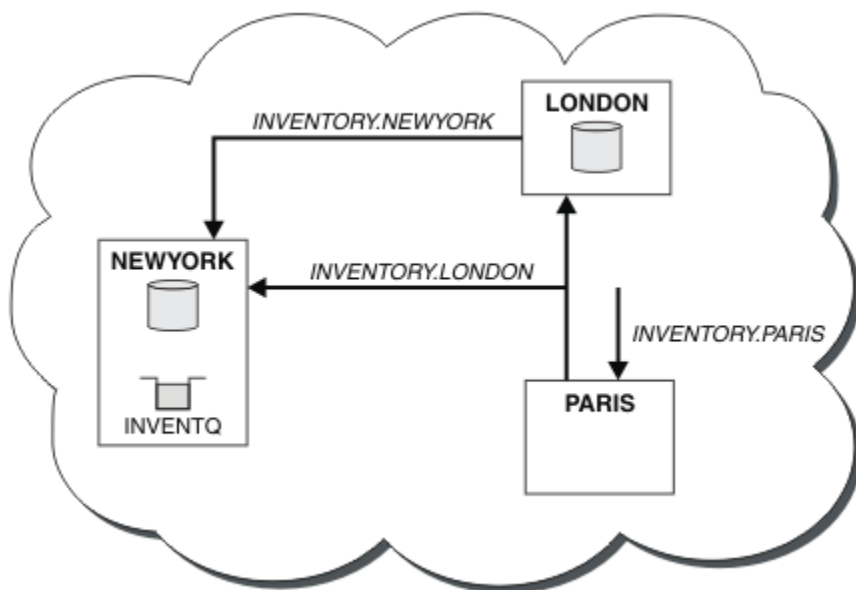 LONDON
INVENTORY.NEWYORK
NEWYORK
INVENTORY.LONDON
INVENTORY.PARIS
PARIS
INVENTQ